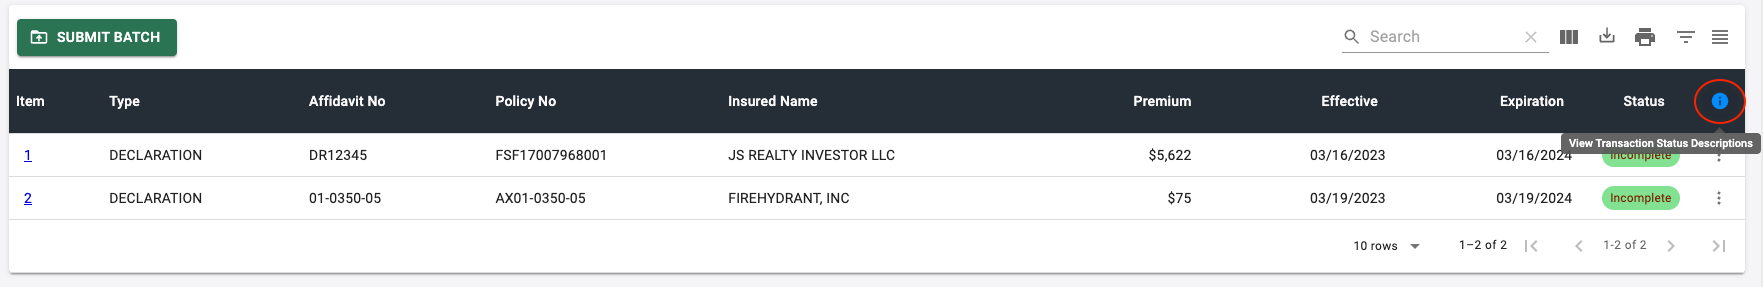 SUBMIT BATCH
Search
Item Type Affidavit No Policy No Insured Name Premium Effective Expiration Status
View Transaction Status Descriptions
1 DECLARATION DR12345 FSF17007968001 JS REALTY INVESTOR LLC $5,622 03/16/2023 03/16/2024 Incomplete
2 DECLARATION 01-0350-05 AX01-0350-05 FIREHYDRANT, INC $75 03/19/2023 03/19/2024 Incomplete
10 rows 1–2 of 2 1-2 of 2